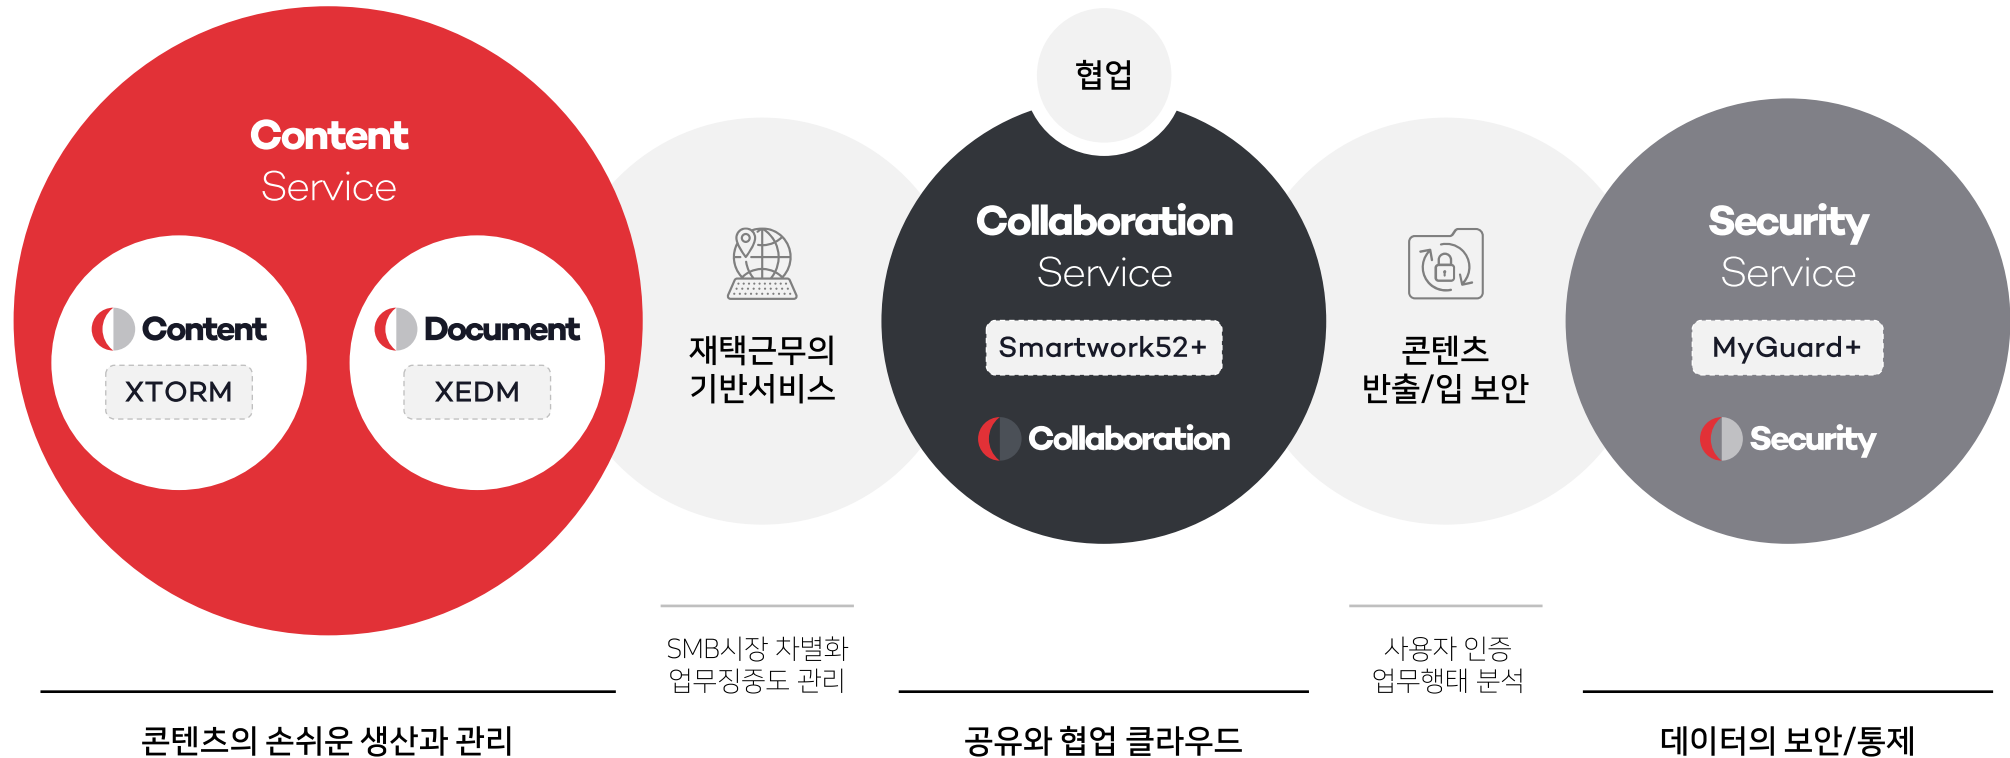 Content
Service
Content
XTORM
Document
XEDM
콘텐츠의 손쉬운 생산과 관리
재택근무의
기반서비스
SMB시장 차별화
업무징중도 관리
협업
Collaboration
Service
Smartwork52+
Collaboration
공유와 협업 클라우드
콘텐츠
반출/입 보안
사용자 인증
업무행태 분석
Security
Service
MyGuard+
Security
데이터의 보안/통제